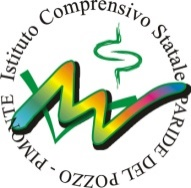 Istituto Comprensivo Statale PARIDE DEL POZZO - PIMONTE